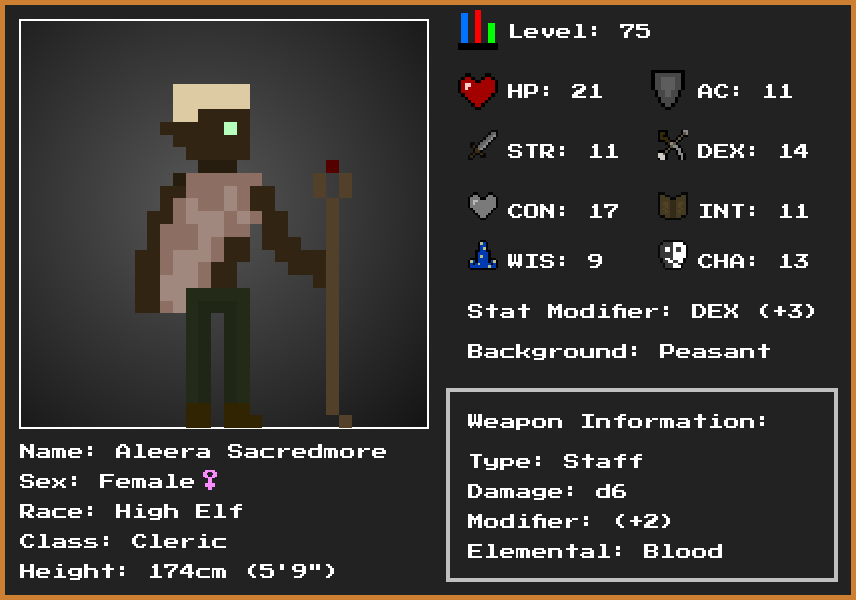 Level: 75
HP: 21 AC: 11
STR: 11 DEX: 14
CON: 17 INT: 11
WIS: 9 CHA: 13
Stat Modifier: DEX (+3)
Background: Peasant
Weapon Information:
Type: Staff
Damage: d6
Modifier: (+2)
Elemental: Blood
Name: Aleera Sacredmore
Sex: Female♀
Race: High Elf
Class: Cleric
Height: 174cm (5'9")